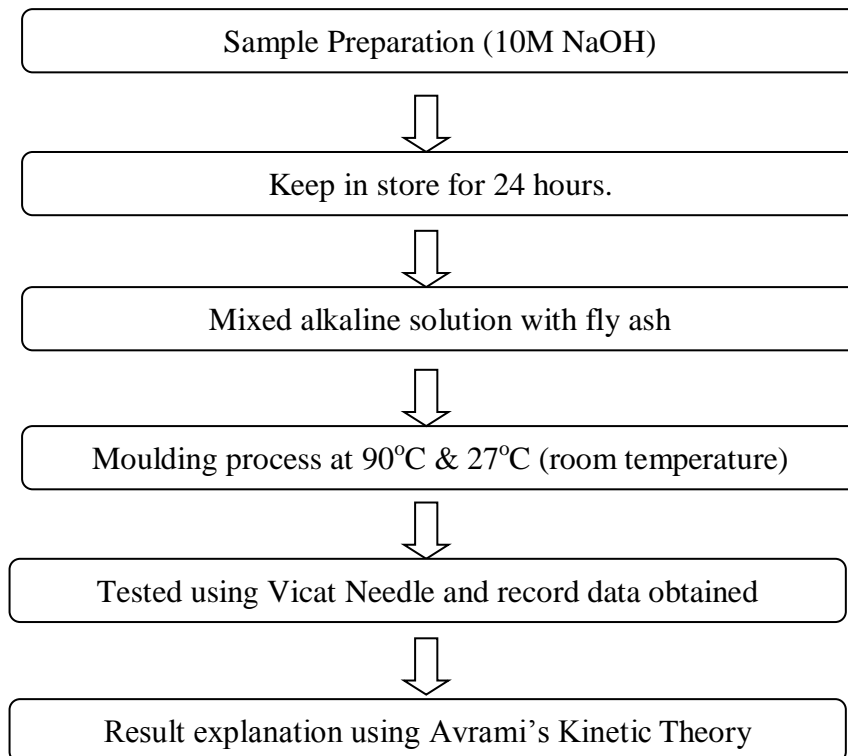 Sample Preparation (10M NaOH)
Keep in store for 24 hours.
Mixed alkaline solution with fly ash
Moulding process at 90°C & 27°C (room temperature)
Tested using Vicat Needle and record data obtained
Result explanation using Avrami's Kinetic Theory